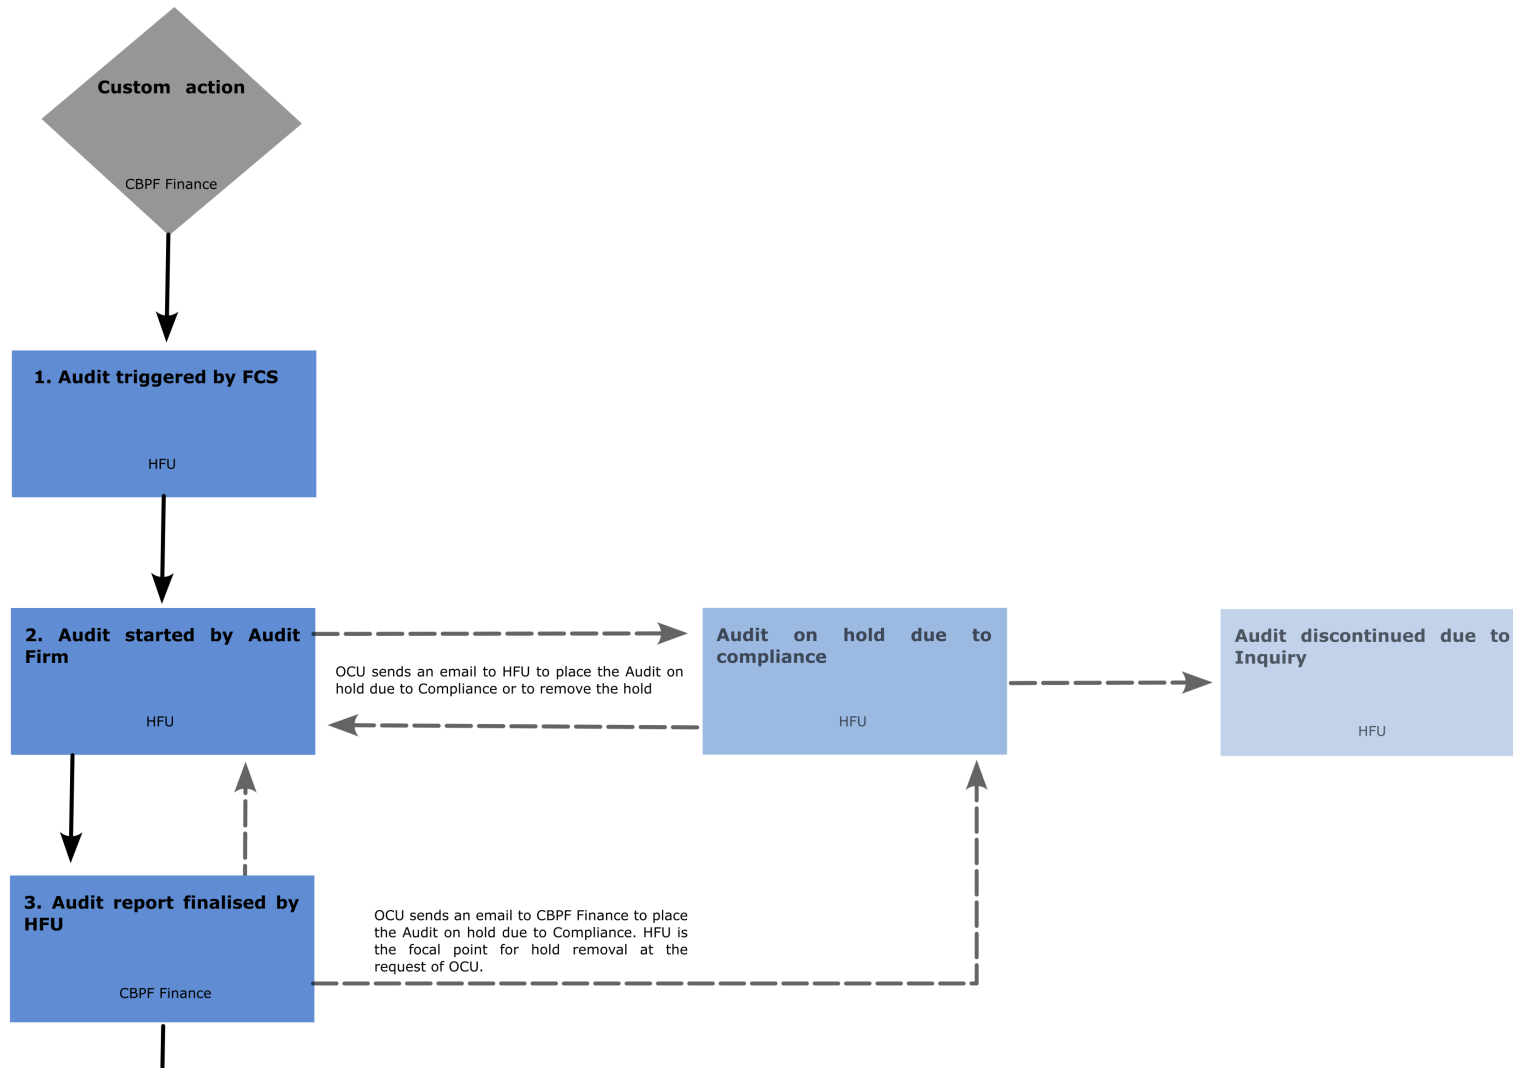 Custom action
CBPF Finance
1. Audit triggered by FCS
HFU
2. Audit started by Audit
Firm
HFU
OCU sends an email to HFU to place the Audit on
hold due to Compliance or to remove the hold
Audit on hold due to
compliance
HFU
Audit discontinued due to
Inquiry
HFU
3. Audit report finalised by
HFU
CBPF Finance
OCU sends an email to CBPF Finance to place
the Audit on hold due to Compliance. HFU is
the focal point for hold removal at the
request of OCU.